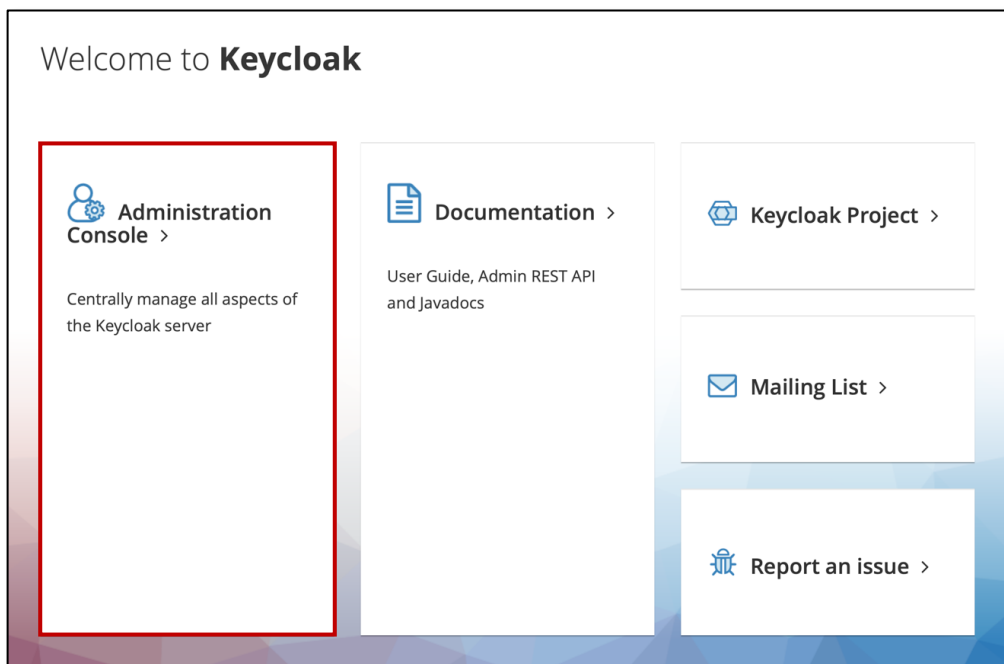 Welcome to Keycloak
Administration
Console >
Centrally manage all aspects of
the Keycloak server
Documentation >
User Guide, Admin REST API
and Javadocs
Keycloak Project >
Mailing List >
Report an issue >